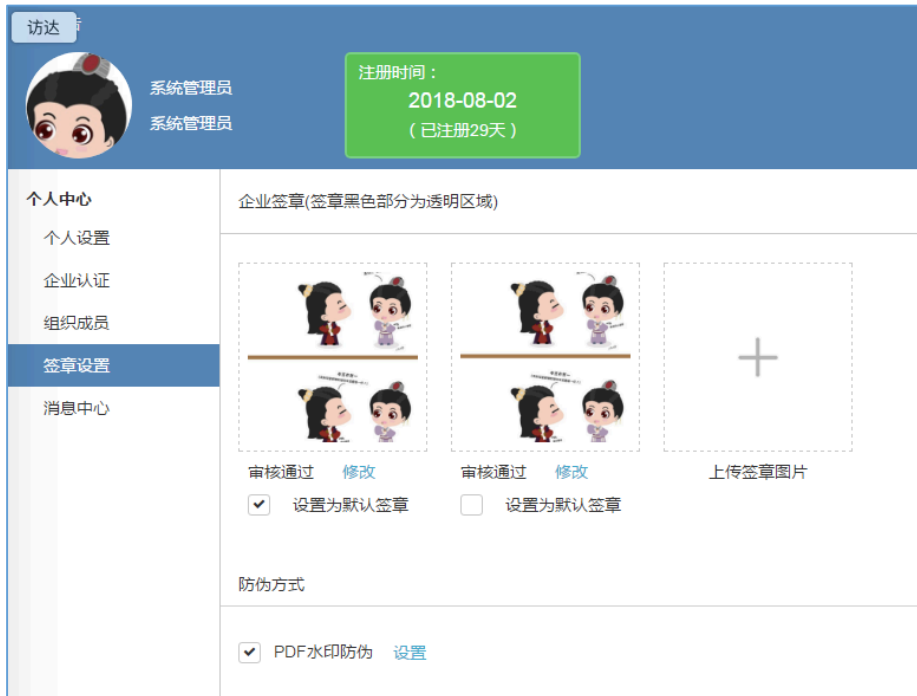 访达
系統管理员
系統管理员
注册时间：
2018-08-02
（已注册29天）
个人中心
个人设置
企业认证
组织成员
签章设置
消息中心
企业签章(签章黑色部分为透明区域)
审核通过 修改
审核通过 修改
上传签章图片
设置为默认签章
设置为默认签章
防伪方式
PDF水印防伪 设置